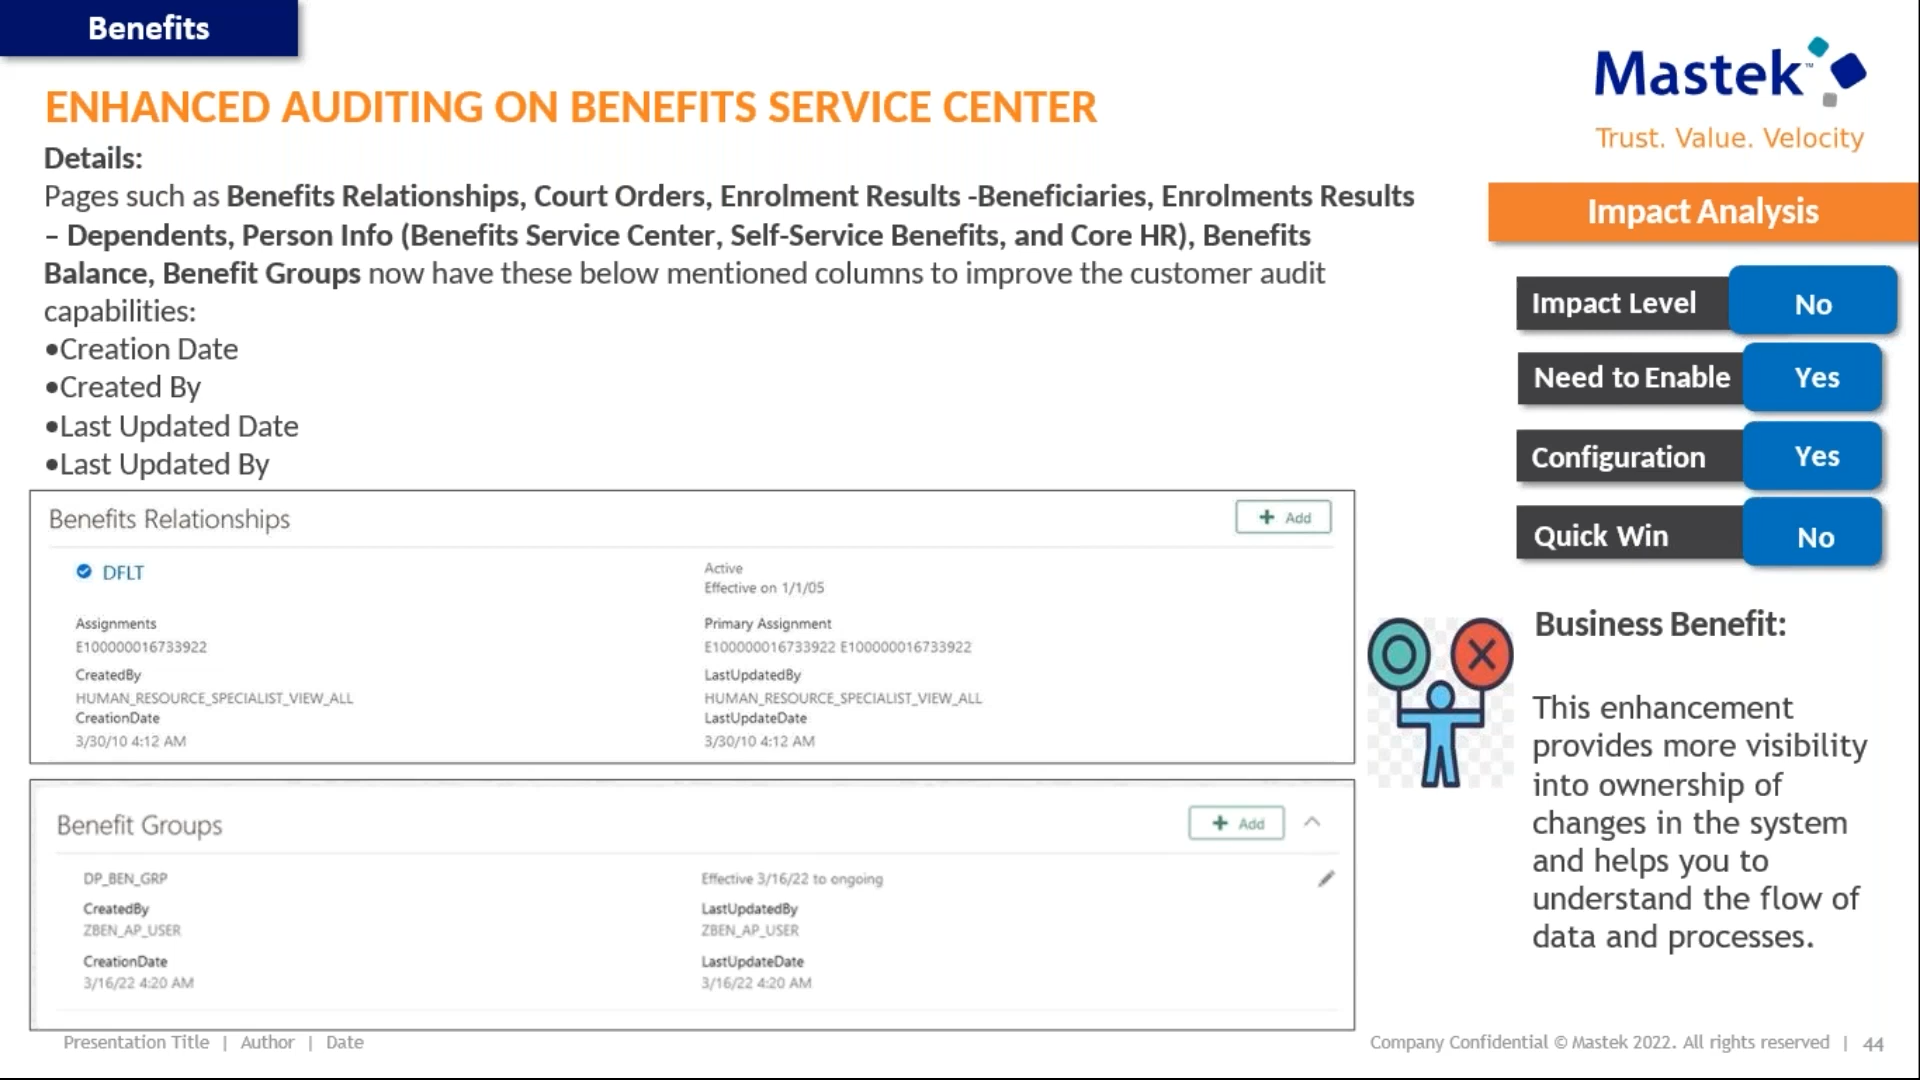 Benefits
Mastek™
Trust. Value. Velocity
ENHANCED AUDITING ON BENEFITS SERVICE CENTER
Details:
Pages such as Benefits Relationships, Court Orders, Enrolment Results -Beneficiaries, Enrolments Results
– Dependents, Person Info (Benefits Service Center, Self-Service Benefits, and Core HR), Benefits
Balance, Benefit Groups now have these below mentioned columns to improve the customer audit
capabilities:
•Creation Date
•Created By
•Last Updated Date
•Last Updated By
Impact Analysis
Impact Level No
Need to Enable Yes
Configuration Yes
Quick Win No
Benefits Relationships + Add
DFLT Active
Effective on 1/1/05
Assignments Primary Assignment
E100000016733922 E100000016733922 E100000016733922
CreatedBy LastUpdatedBy
HUMAN_RESOURCE_SPECIALIST_VIEW_ALL HUMAN_RESOURCE_SPECIALIST_VIEW_ALL
CreationDate LastUpdateDate
3/30/10 4:12 AM 3/30/10 4:12 AM
Benefit Groups + Add
DP_BEN_GRP Effective 3/16/22 to ongoing
CreatedBy LastUpdatedBy
ZBEN_AP_USER ZBEN_AP_USER
CreationDate LastUpdateDate
3/16/22 4:20 AM 3/16/22 4:20 AM
Business Benefit:
This enhancement
provides more visibility
into ownership of
changes in the system
and helps you to
understand the flow of
data and processes.
Presentation Title | Author | Date
Company Confidential © Mastek 2022. All rights reserved | 44